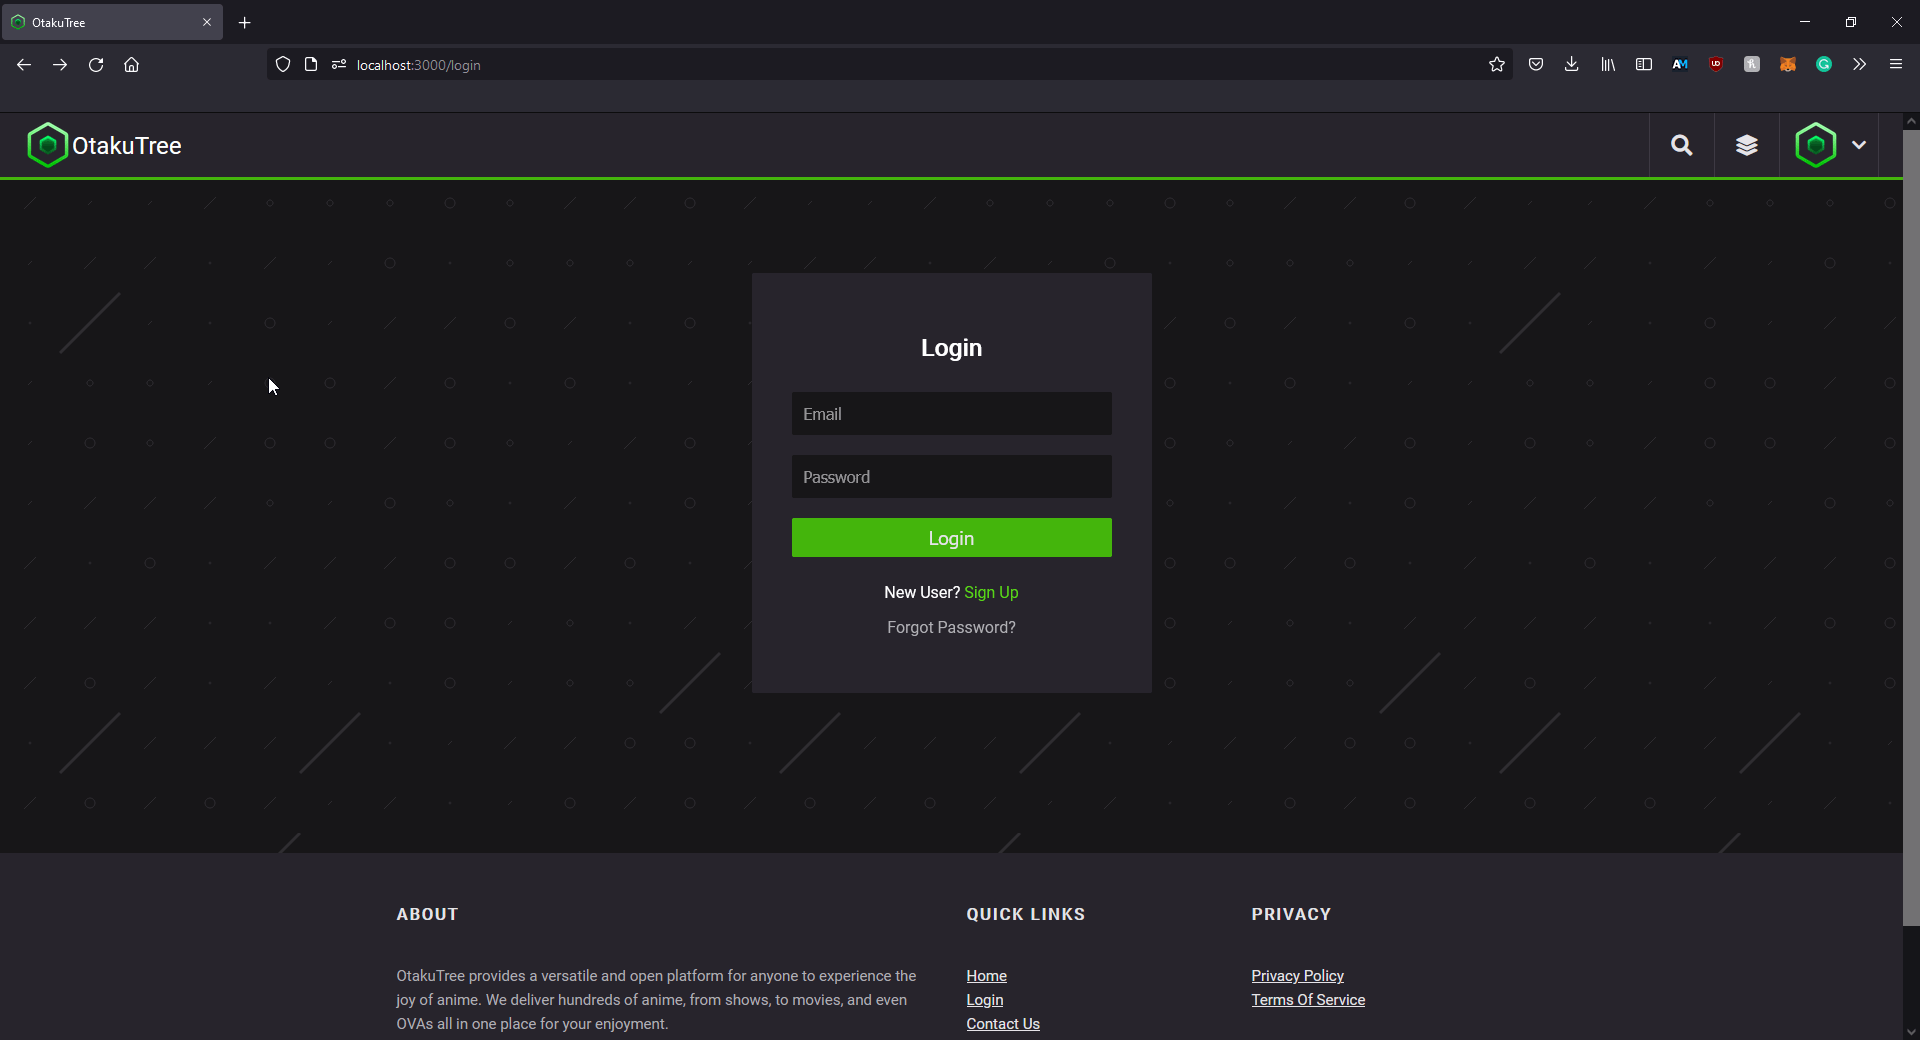 OtakuTree
localhost:3000/login
OtakuTree
Login
Email
Password
Login
New User? Sign Up
Forgot Password?
ABOUT
OtakuTree provides a versatile and open platform for anyone to experience the
joy of anime. We deliver hundreds of anime, from shows, to movies, and even
OVAs all in one place for your enjoyment.
QUICK LINKS
Home
Login
Contact Us
PRIVACY
Privacy Policy
Terms Of Service